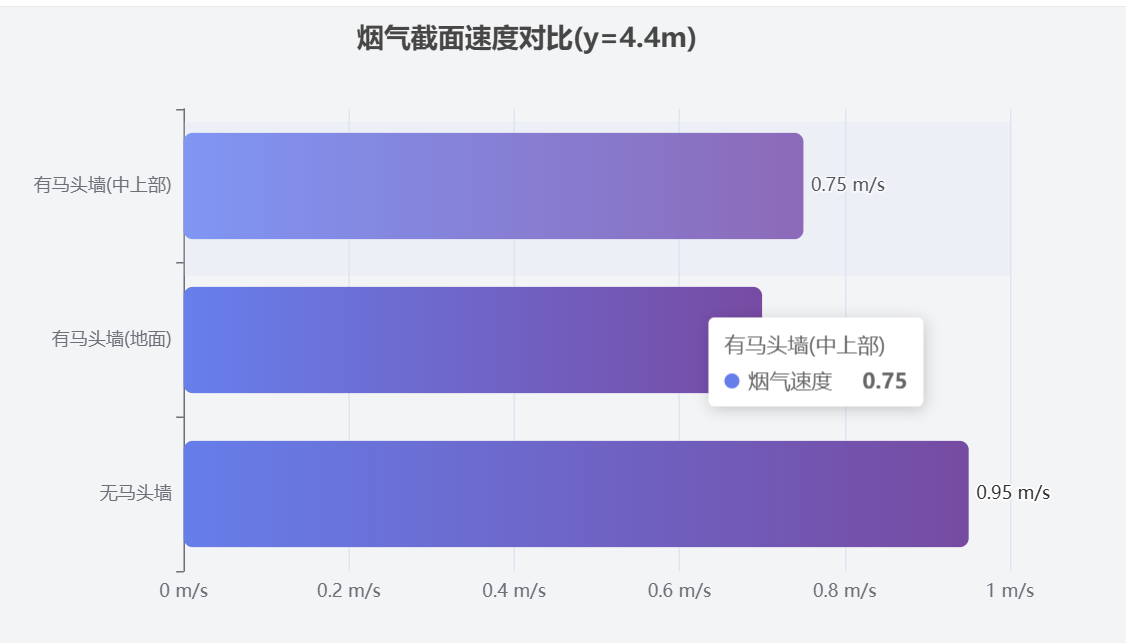 烟气截面速度对比(y=4.4m)
有马头墙(中上部)
0.75 m/s
有马头墙(地面)
有马头墙(中上部)
烟气速度 0.75
无马头墙
0.95 m/s
0 m/s 0.2 m/s 0.4 m/s 0.6 m/s 0.8 m/s 1 m/s